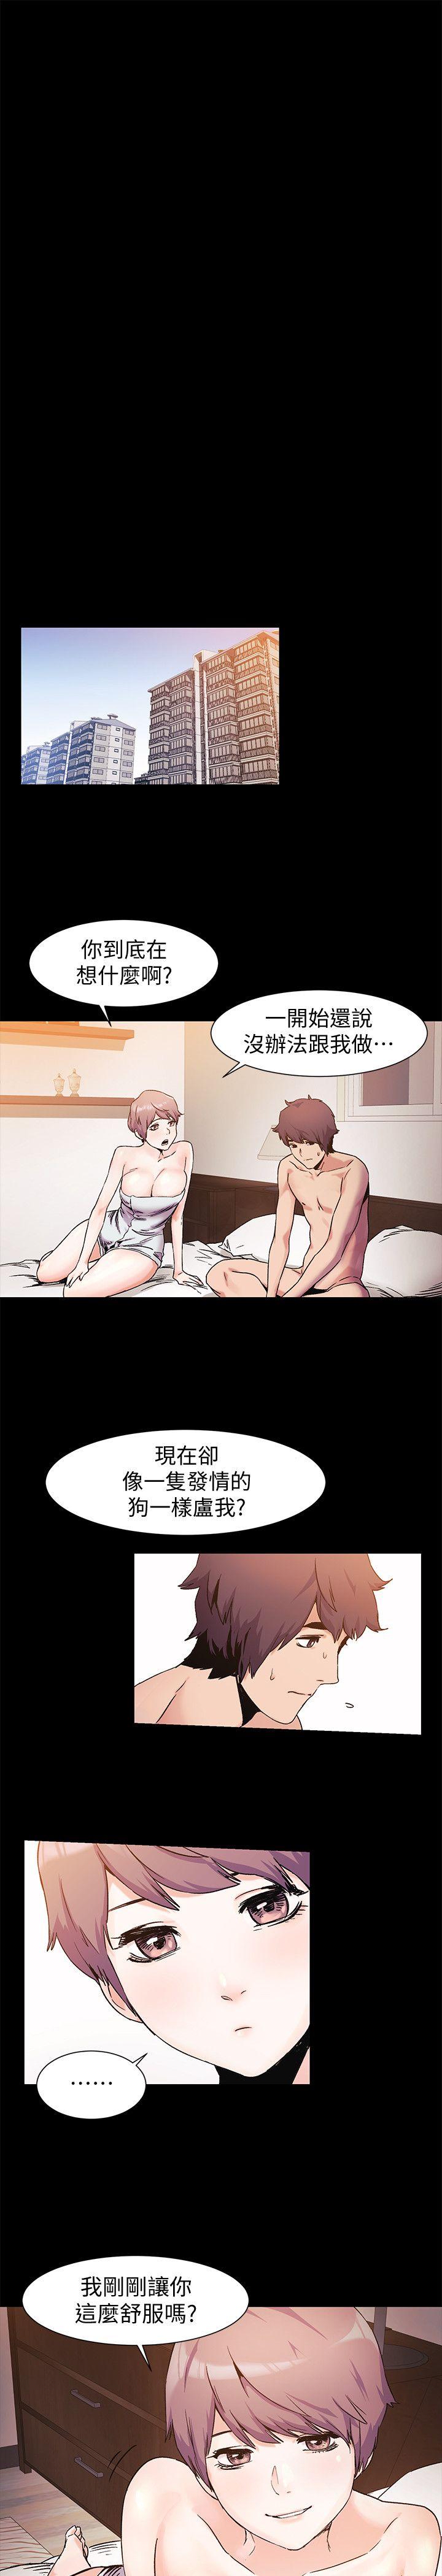 你到底在
想什麼啊?
一開始還說
沒辦法跟我做…
現在卻
像一隻發情的
狗一樣盧我?
……
我剛剛讓你
這麼舒服嗎?